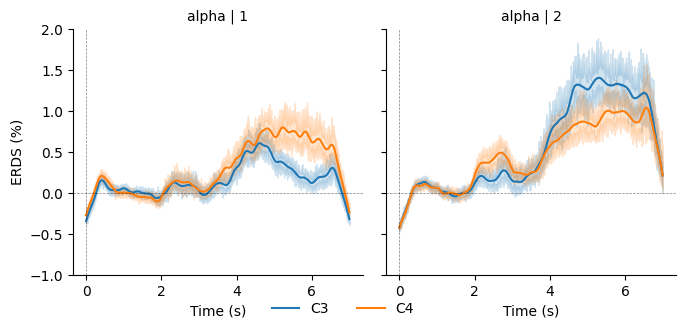 alpha | 1
alpha | 2
ERDS (%)
2.0
1.5
1.0
0.5
0.0
−0.5
−1.0
0 2 4 6
0 2 4 6
Time (s)
C3
C4
Time (s)